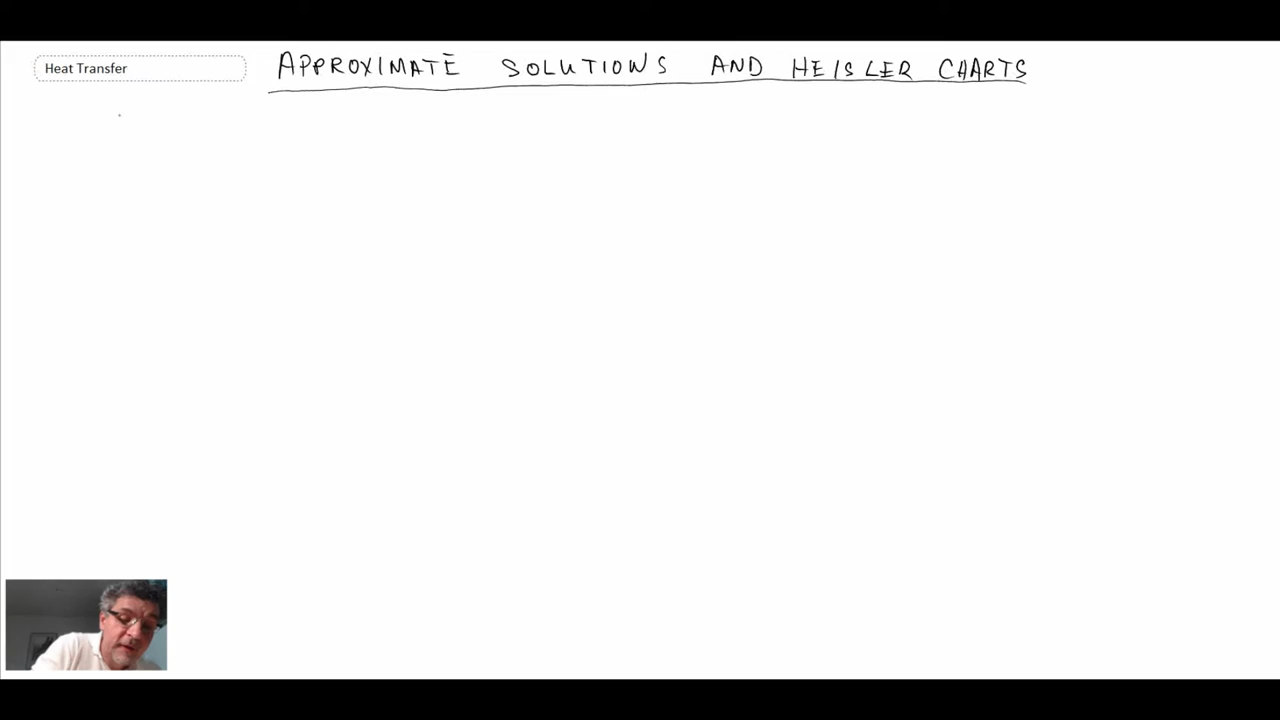 Heat Transfer
APPROXIMATE SOLUTIONS AND HEISLER CHARTS